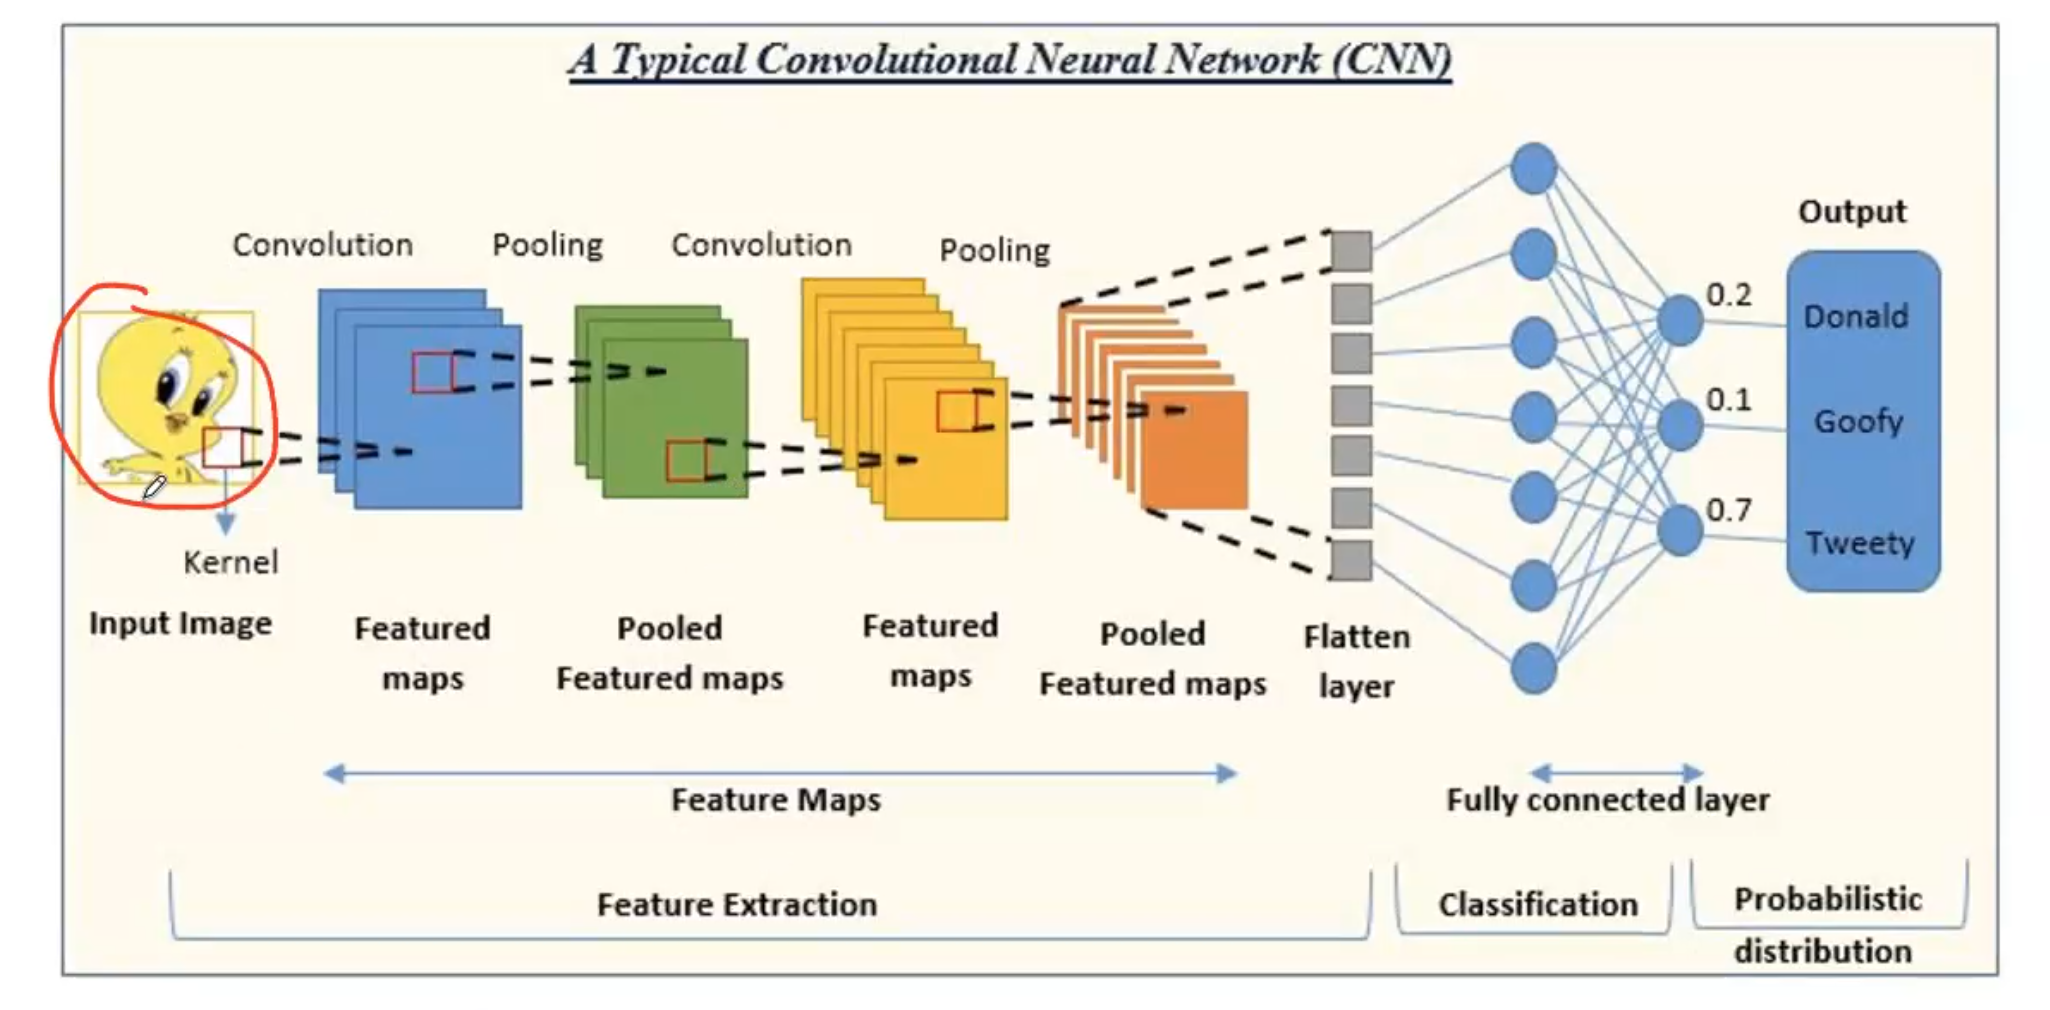 A Typical Convolutional Neural Network (CNN)
Convolution
Pooling
Convolution
Pooling
Output
0.2
Donald
0.1
Goofy
0.7
Tweety
Kernel
Input Image
Featured
maps
Pooled
Featured maps
Featured
maps
Pooled
Featured maps
Flatten
layer
Feature Maps
Fully connected layer
Feature Extraction
Classification
Probabilistic
distribution